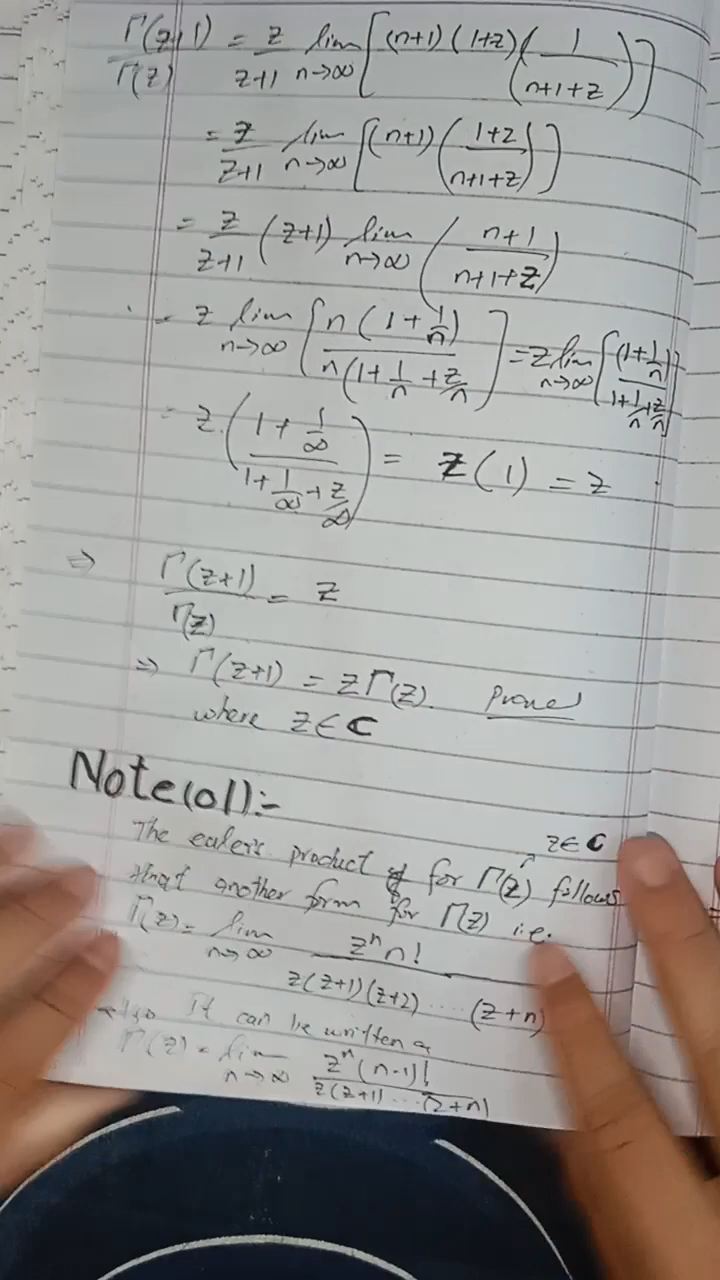 Γ(z+1)/Γ(z) = z/(z+1) lim n→∞ [(n+1)(1+z)(1/(n+1+z))]
= z/(z+1) lim n→∞ [(n+1)((1+z)/(n+1+z))]
= z/(z+1) (z+1) lim n→∞ ((n+1)/(n+1+z))
= z lim n→∞ [n(1+1/n)/n(1+1/n+z/n] = z lim n→∞ [(1+1/n)/1+1/n+z/n]
= z.((1+1/∞)/(1+1/∞+z/∞)) = z(1) = z
⇒ Γ(z+1)/Γ(z) = z
⇒ Γ(z+1) = zΓ(z). Proved
where z∈C
Note(01):-
z∈C
The euler's product for Γ(z) follows
that another form for Γ(z) i.e.
Γ(z) = lim n→∞ zⁿ n!/z(z+1)(z+2)....(z+n)
Also it can be written as
Γ(z) = lim n→∞ zⁿ(n-1)!/z(z+1)....(z+n)